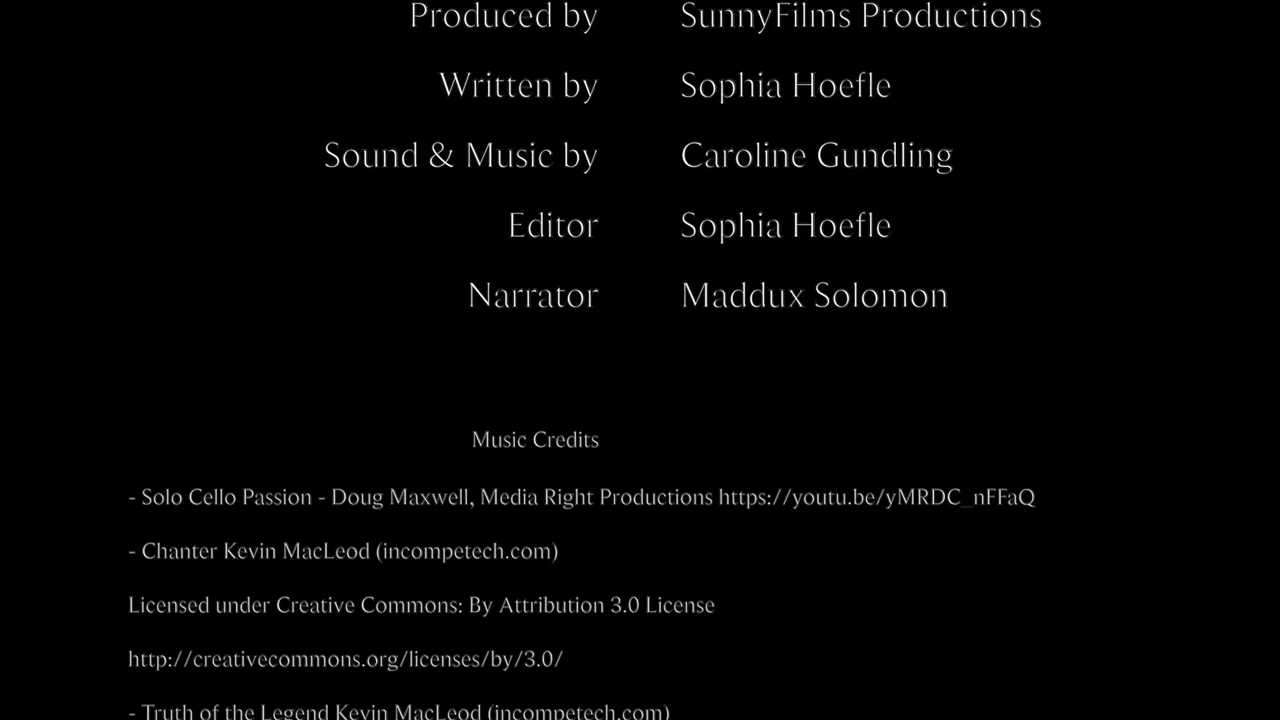 Produced by SunnyFilms Productions
Written by Sophia Hoefle
Sound & Music by Caroline Gundling
Editor Sophia Hoefle
Narrator Maddux Solomon
Music Credits
- Solo Cello Passion - Doug Maxwell, Media Right Productions https://youtu.be/yMRDC_nFFaQ
- Chanter Kevin MacLeod (incompetech.com)
Licensed under Creative Commons: By Attribution 3.0 License
http://creativecommons.org/licenses/by/3.0/
- Truth of the Legend Kevin MacLeod (incompetech.com)